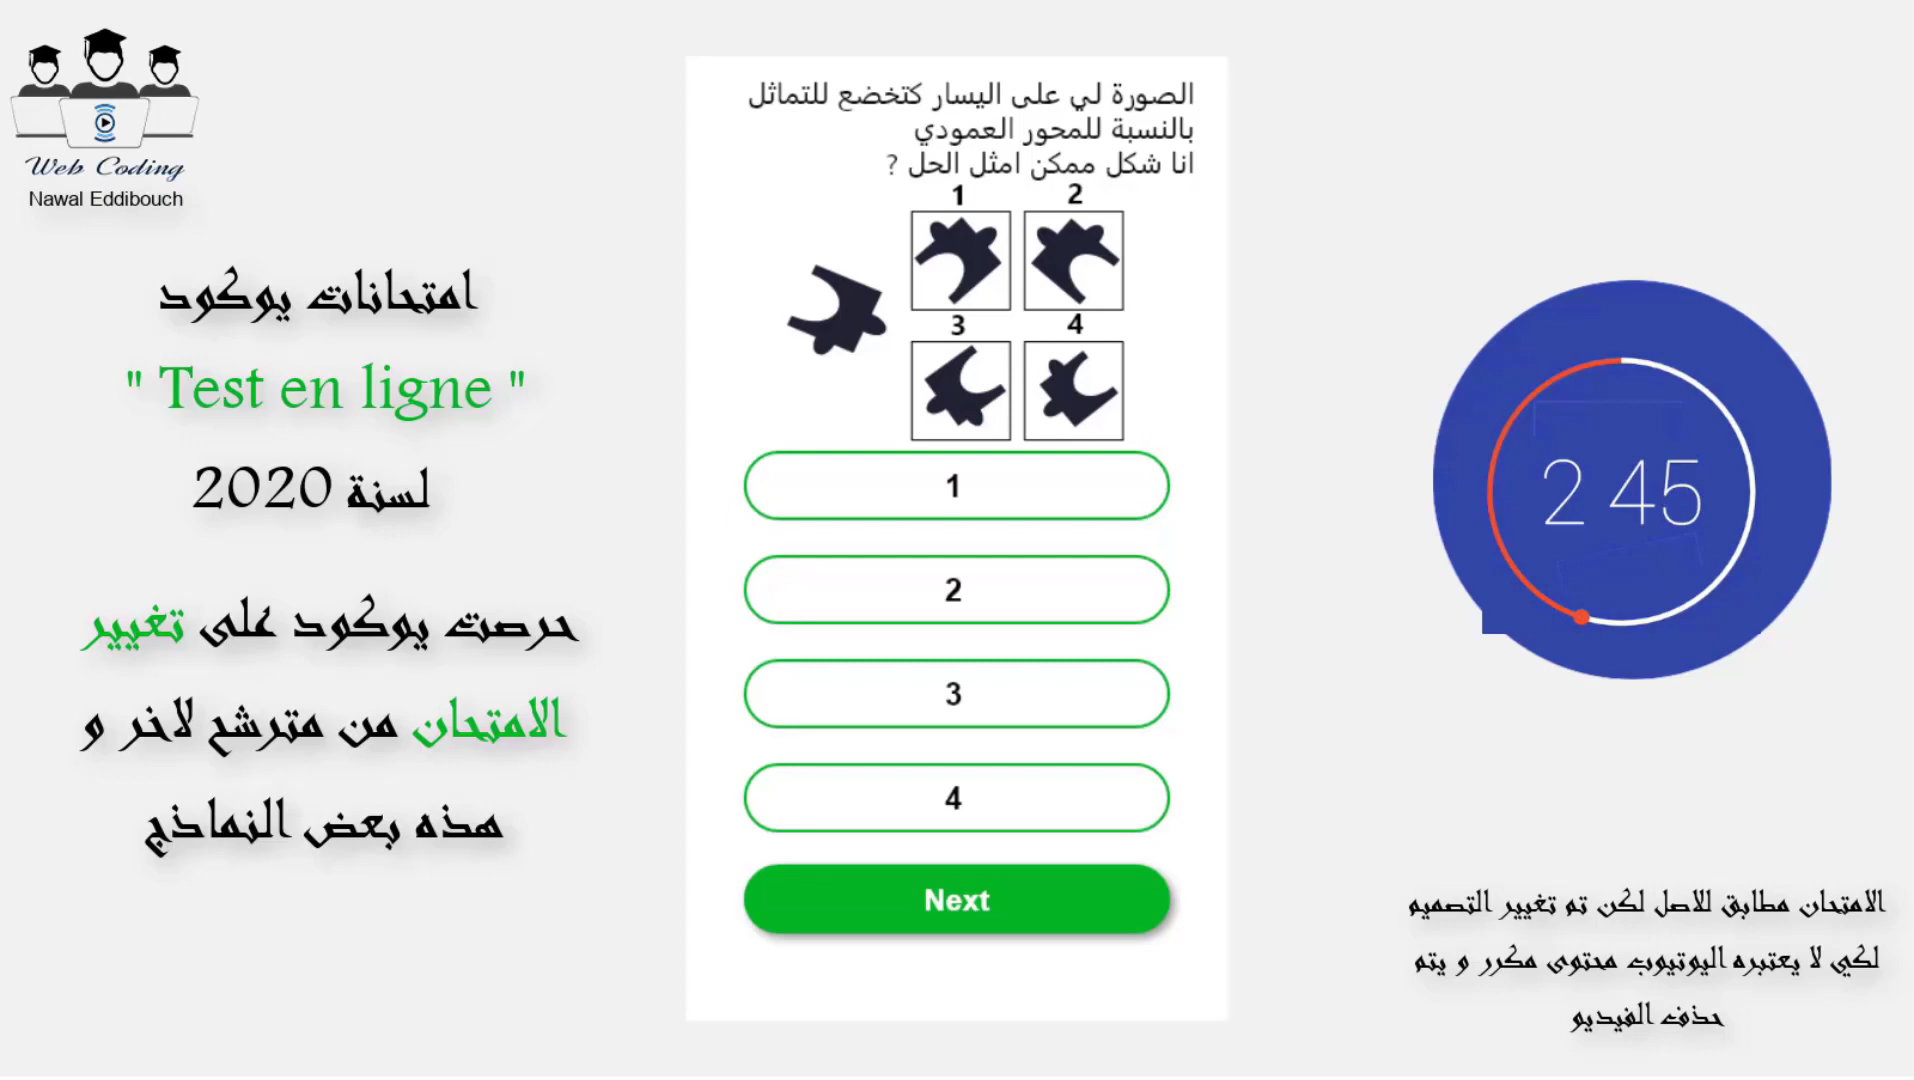 Web Coding
Nawal Eddibouch
امتحانات يوكود
" Test en ligne "
لسنة 2020
حرصت يوكود على تغيير
الامتحان من مترشح لاخر و
هذه بعض النماذج
الصورة لي على اليسار كتخضع للتماثل
بالنسبة للمحور العمودي
انا شكل ممكن امثل الحل ?
1 2
3 4
1
2
3
4
Next
2 45
الامتحان مطابق للاصل لكن تم تغيير التصميم
لكي لا يعتبره اليوتيوب محتوى مكرر و يتم
حذف الفيديو